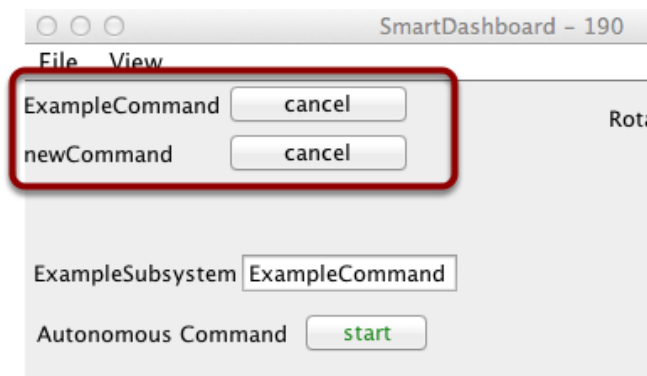 SmartDashboard – 190
File View
ExampleCommand cancel
Rota
newCommand cancel
ExampleSubsystem ExampleCommand
Autonomous Command start